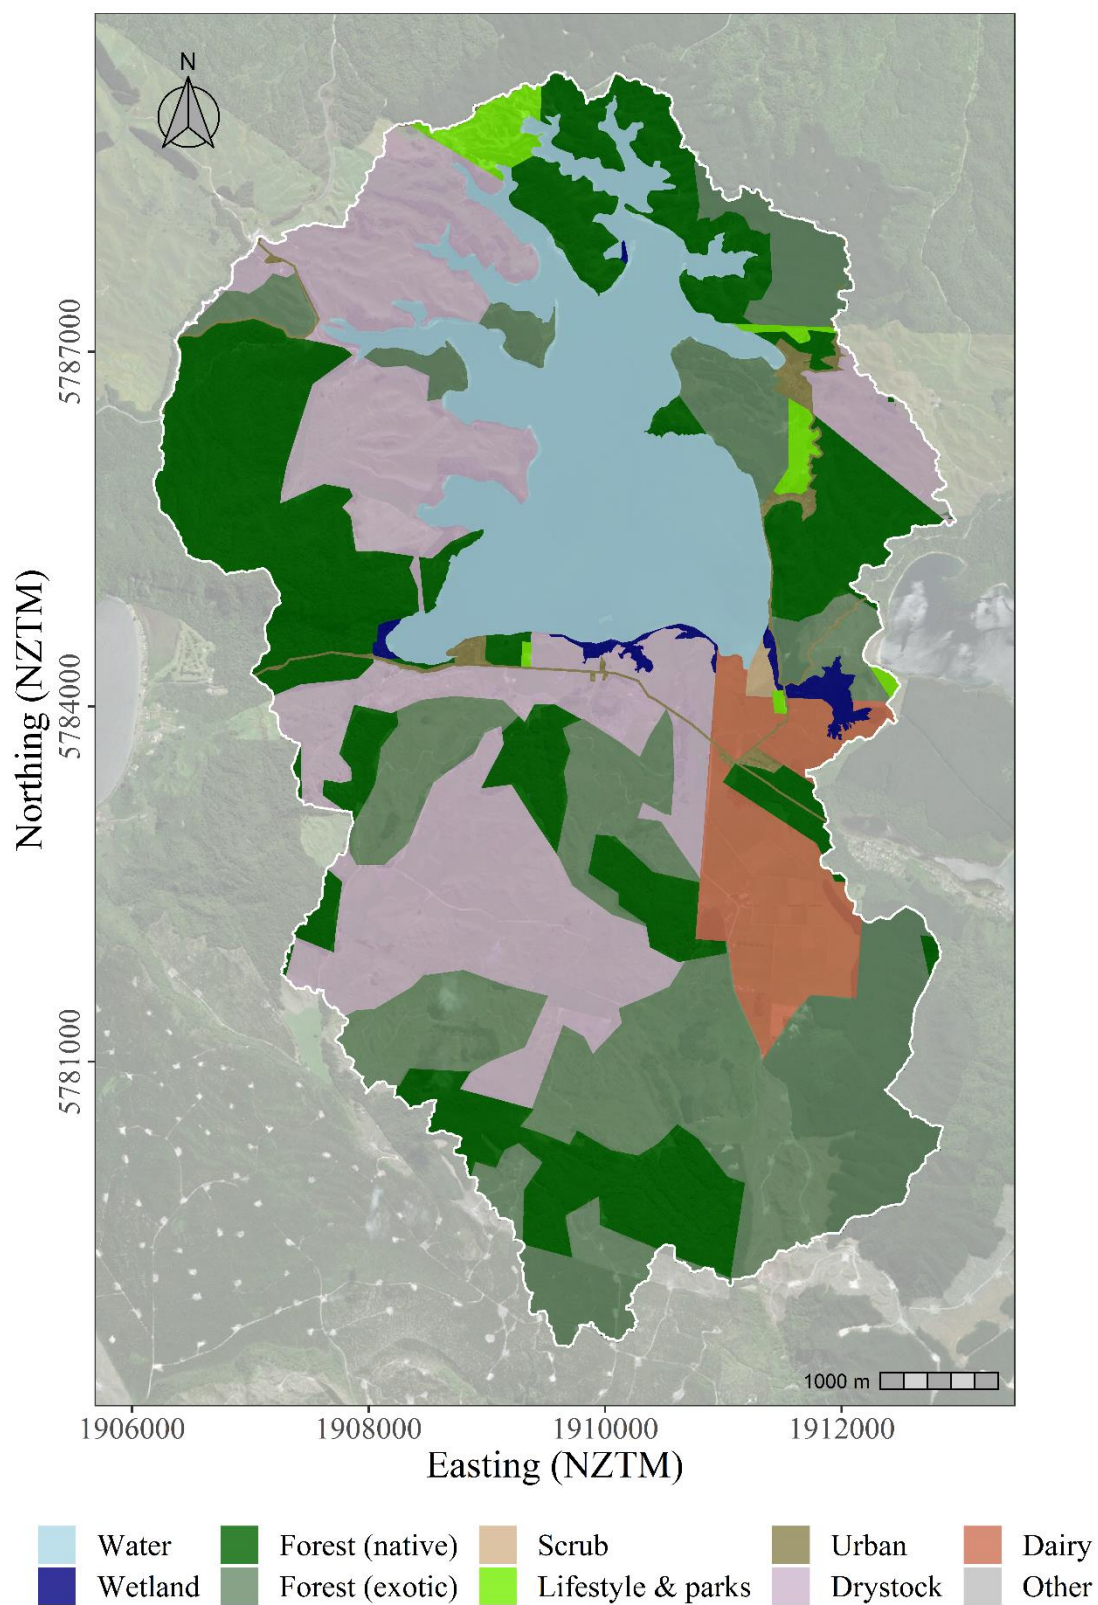 N
5787000
5784000
5781000
Northing (NZTM)
1000 m
1906000 1908000 1910000 1912000
Easting (NZTM)
Water Forest (native) Scrub Urban Dairy
Wetland Forest (exotic) Lifestyle & parks Drystock Other